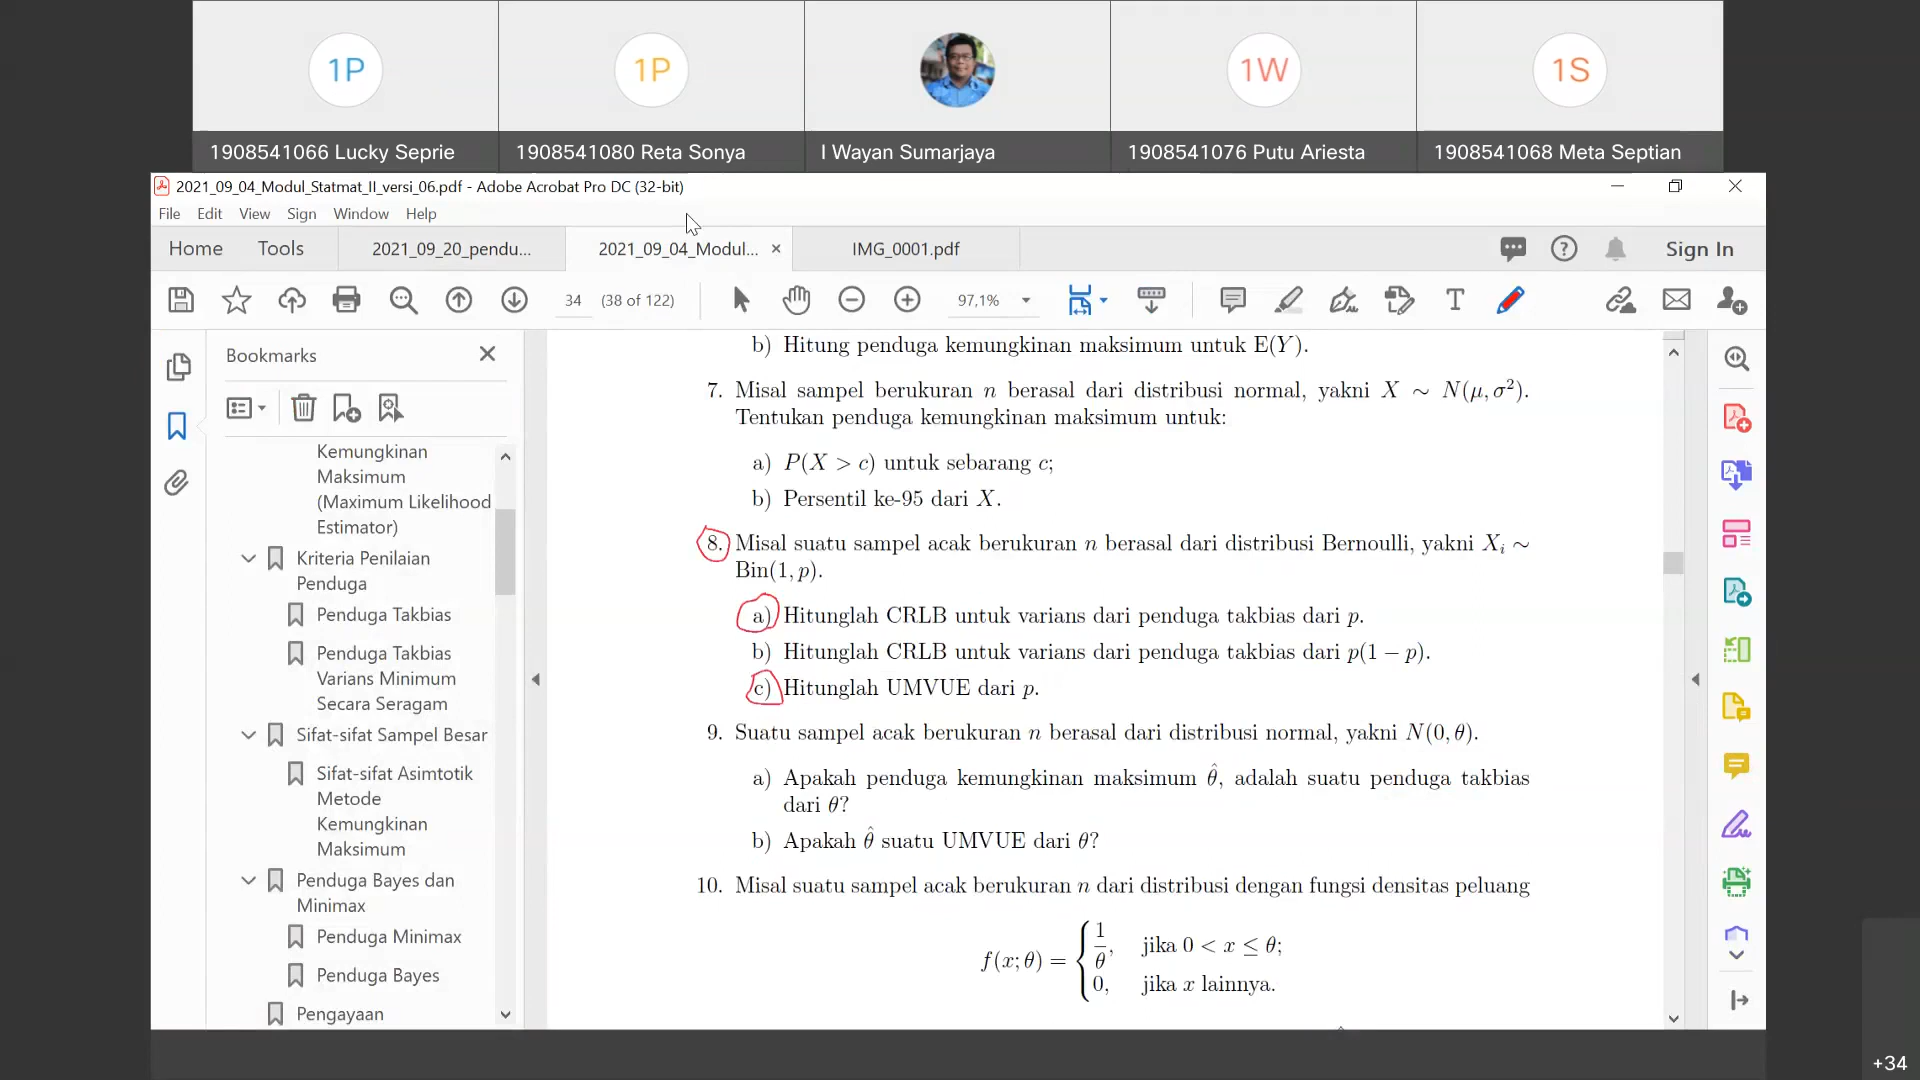 1P
1P
1W
1S
1908541066 Lucky Seprie
1908541080 Reta Sonya
I Wayan Sumarjaya
1908541076 Putu Ariesta
1908541068 Meta Septian
2021_09_04_Modul_Statmat_II_versi_06.pdf - Adobe Acrobat Pro DC (32-bit)
File Edit View Sign Window Help
Home Tools 2021_09_20_pendu... 2021_09_04_Modul... × IMG_0001.pdf Sign In
34 (38 of 122) 97,1%
Bookmarks
Kemungkinan
Maksimum
(Maximum Likelihood
Estimator)
Kriteria Penilaian
Penduga
Penduga Takbias
Penduga Takbias
Varians Minimum
Secara Seragam
Sifat-sifat Sampel Besar
Sifat-sifat Asimtotik
Metode
Kemungkinan
Maksimum
Penduga Bayes dan
Minimax
Penduga Minimax
Penduga Bayes
Pengayaan
b) Hitung penduga kemungkinan maksimum untuk E(Y).
7. Misal sampel berukuran n berasal dari distribusi normal, yakni X ∼ N(μ, σ²).
Tentukan penduga kemungkinan maksimum untuk:
a) P(X > c) untuk sebarang c;
b) Persentil ke-95 dari X.
8. Misal suatu sampel acak berukuran n berasal dari distribusi Bernoulli, yakni Xᵢ ∼
Bin(1, p).
a) Hitunglah CRLB untuk varians dari penduga takbias dari p.
b) Hitunglah CRLB untuk varians dari penduga takbias dari p(1 − p).
c) Hitunglah UMVUE dari p.
9. Suatu sampel acak berukuran n berasal dari distribusi normal, yakni N(0, θ).
a) Apakah penduga kemungkinan maksimum θ̂, adalah suatu penduga takbias
dari θ?
b) Apakah θ̂ suatu UMVUE dari θ?
10. Misal suatu sampel acak berukuran n dari distribusi dengan fungsi densitas peluang
f(x; θ) = { 1/θ, jika 0 < x ≤ θ;
0, jika x lainnya.
+34